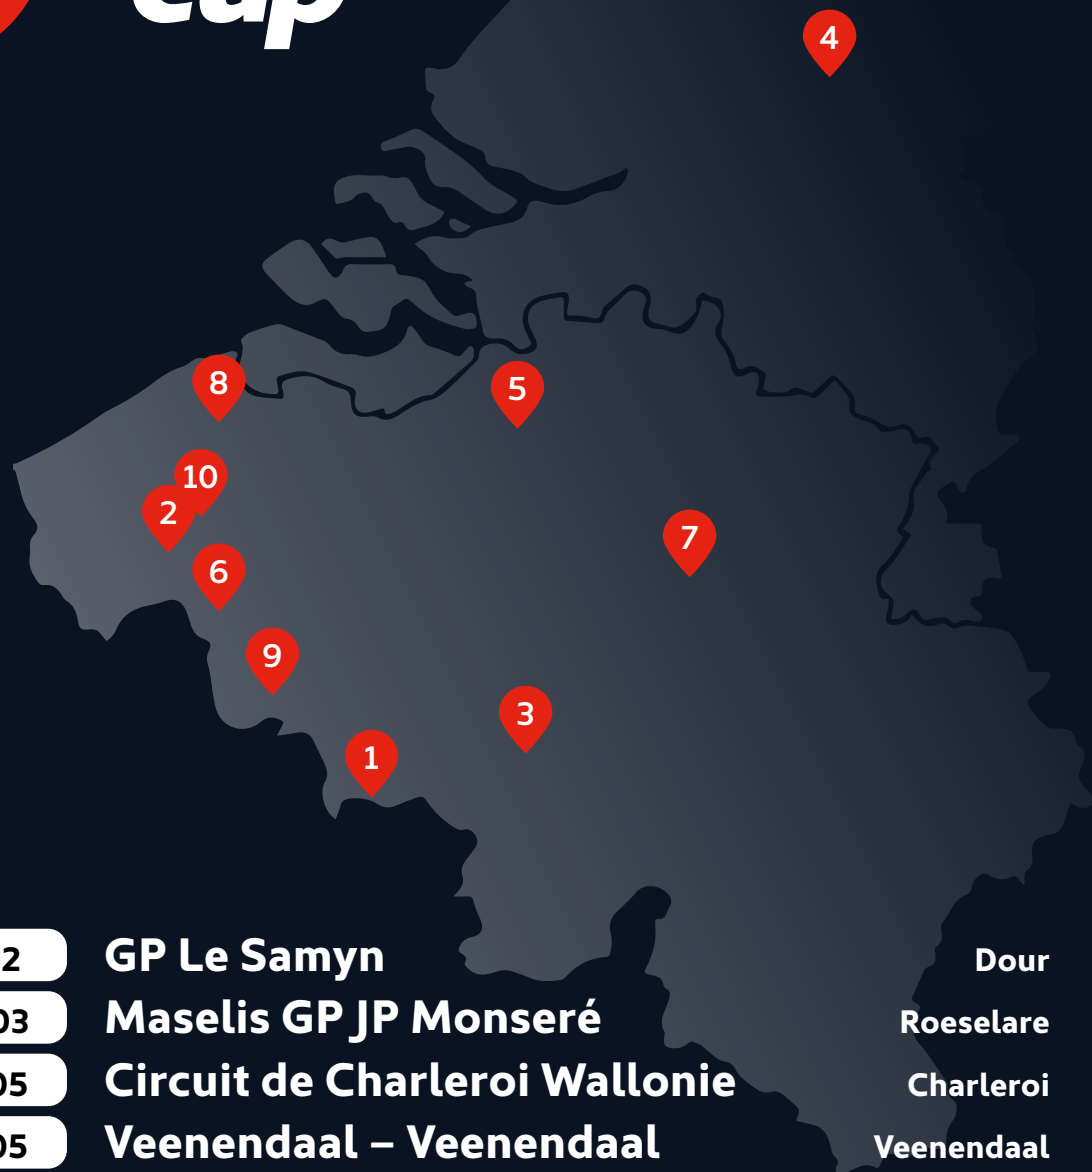 cup
4
8
5
10
2
7
6
9
3
1
2 GP Le Samyn Dour
03 Maselis GP JP Monseré Roeselare
05 Circuit de Charleroi Wallonie Charleroi
05 Veenendaal – Veenendaal Veenendaal